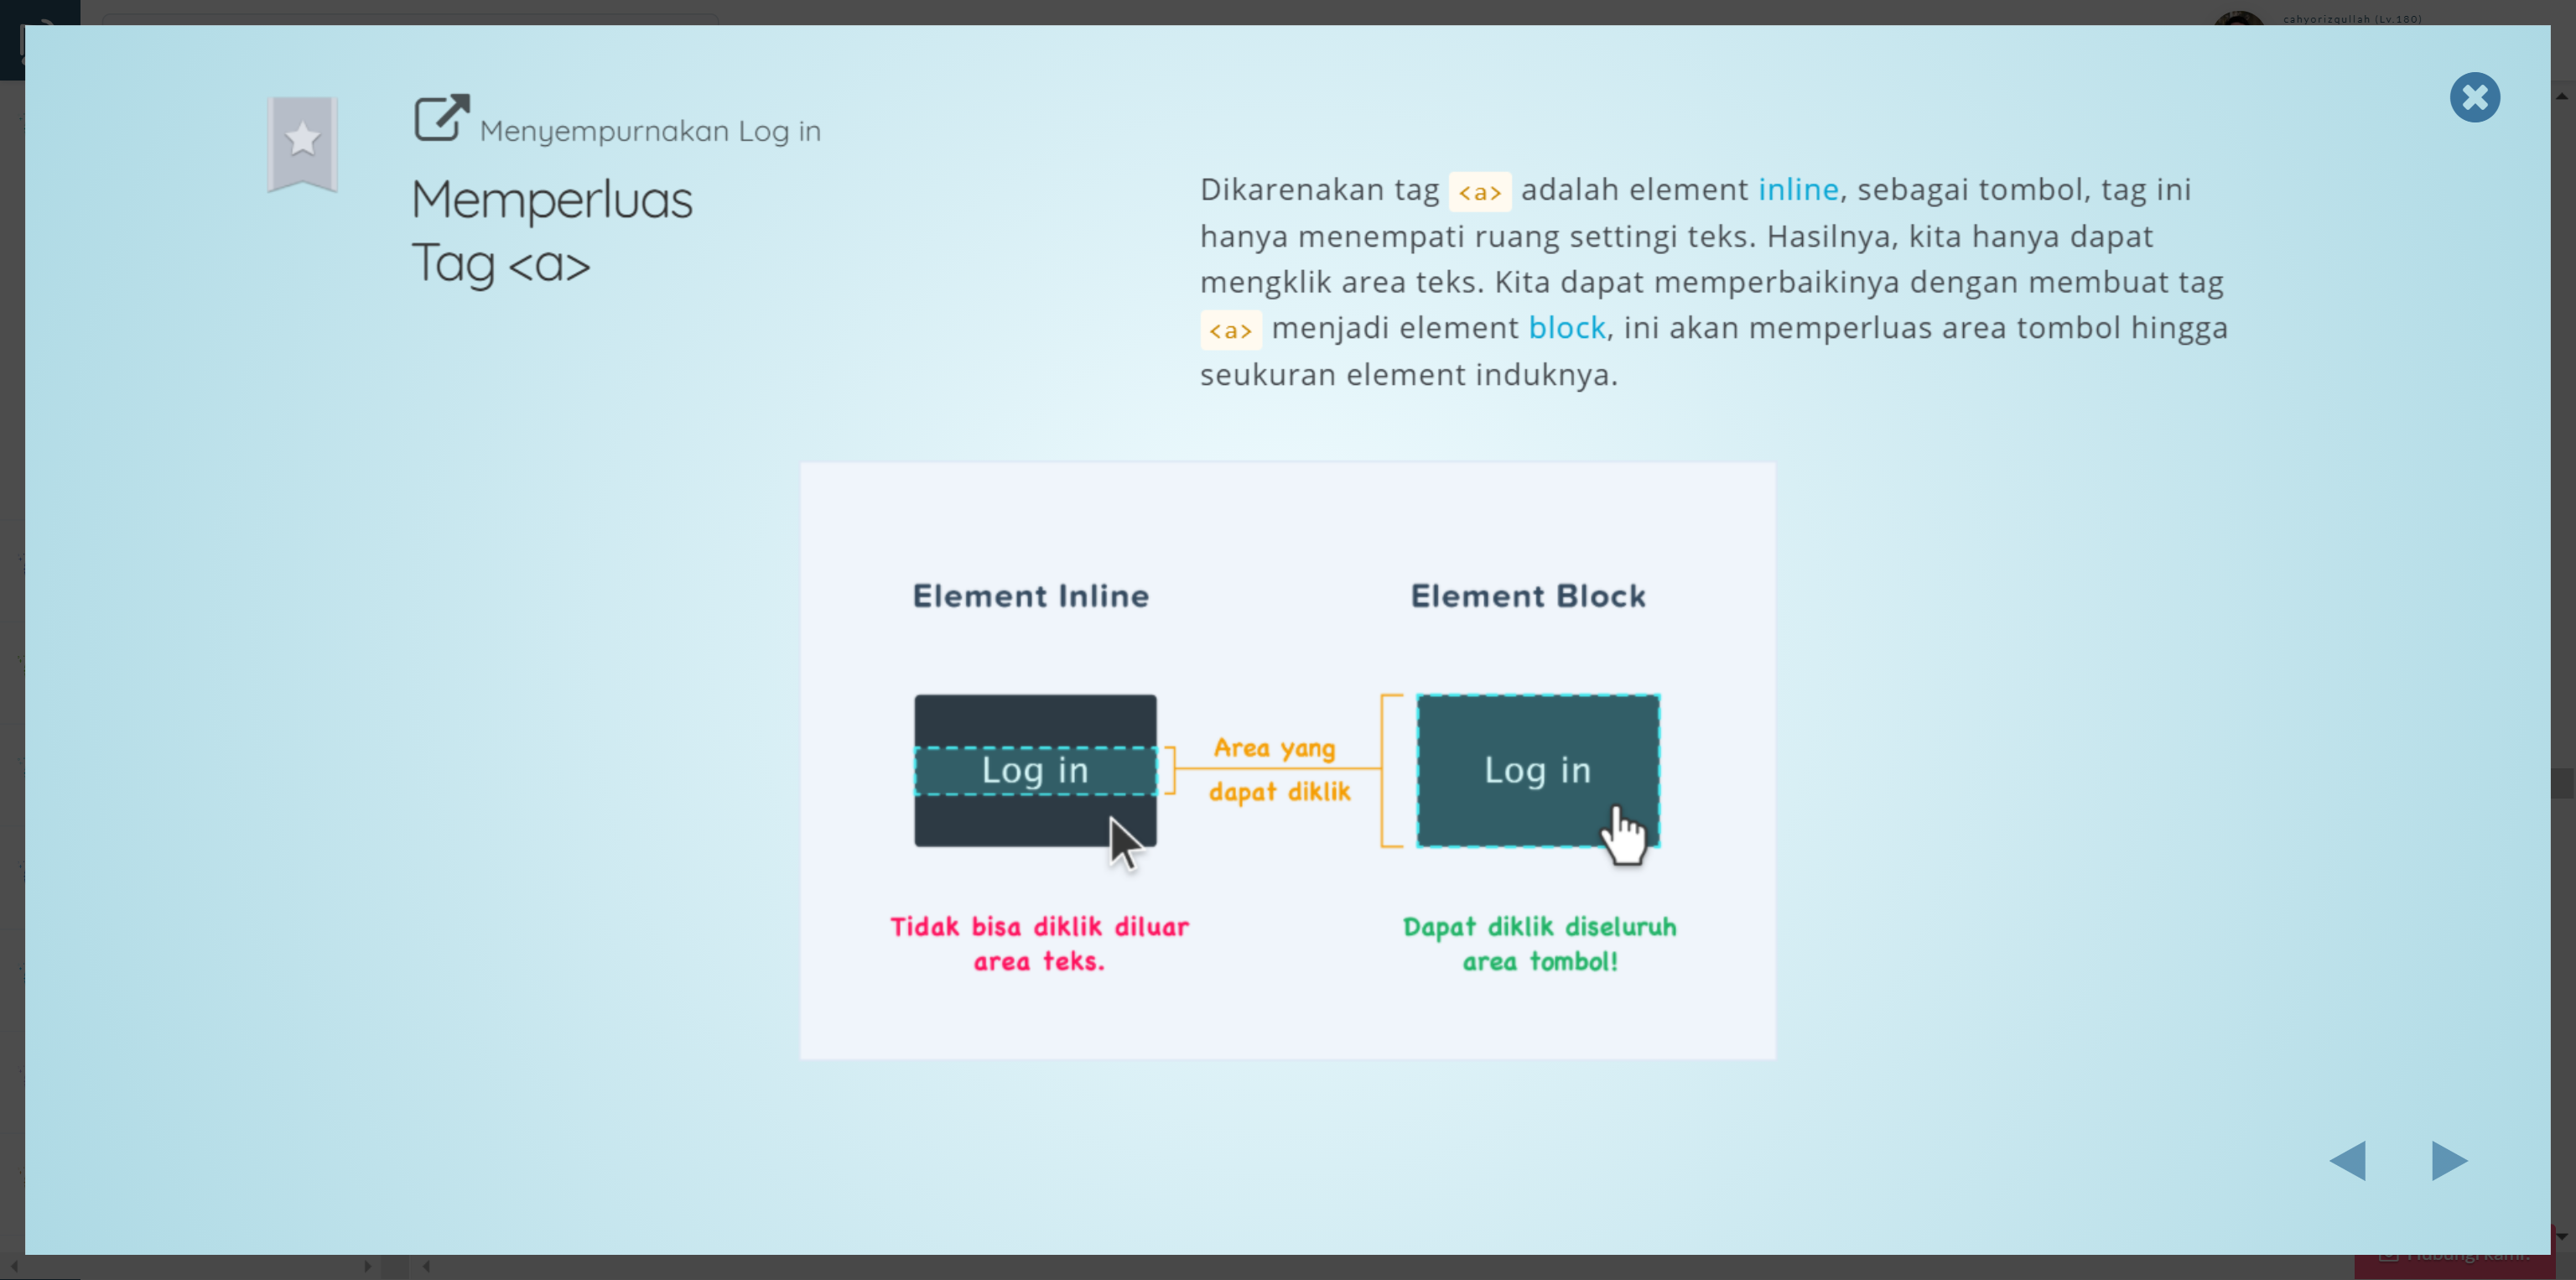 cahyorizqullah (Lv.180)
Menyempurnakan Log in
Memperluas
Tag <a>
Dikarenakan tag <a> adalah element inline, sebagai tombol, tag ini
hanya menempati ruang settingi teks. Hasilnya, kita hanya dapat
mengklik area teks. Kita dapat memperbaikinya dengan membuat tag
<a> menjadi element block, ini akan memperluas area tombol hingga
seukuran element induknya.
Element Inline
Element Block
Log in
Area yang
dapat diklik
Log in
Tidak bisa diklik diluar
area teks.
Dapat diklik diseluruh
area tombol!
Hubungi kami!